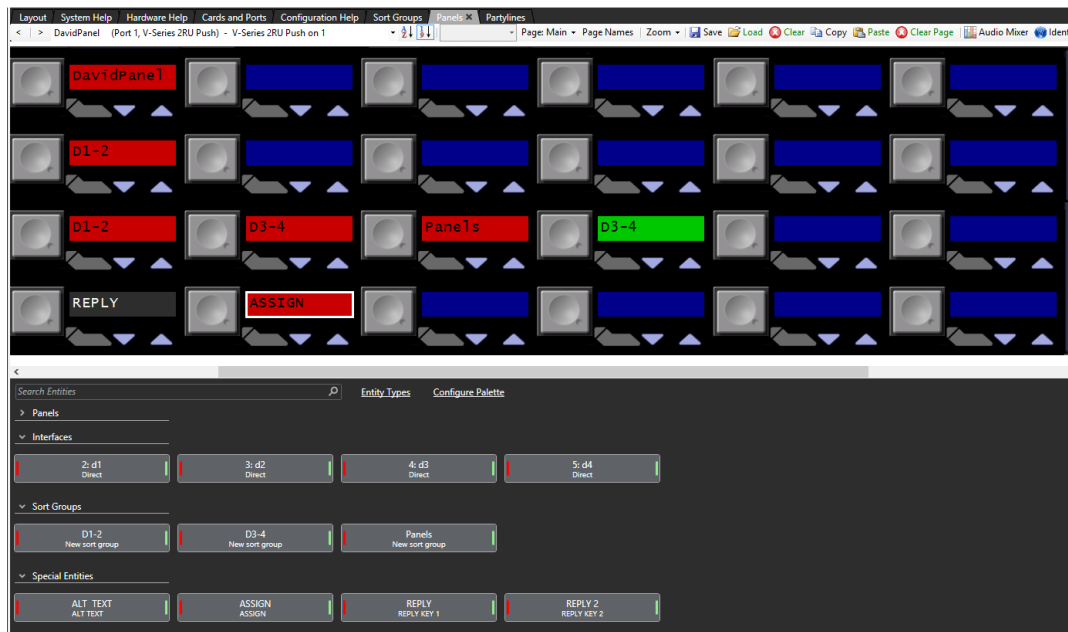 Layout System Help Hardware Help Cards and Ports Configuration Help Sort Groups Panels Partylines
< > DavidPanel (Port 1, V-Series 2RU Push) - V-Series 2RU Push on 1 Page: Main Page Names Zoom Save Load Clear Copy Paste Clear Page Audio Mixer Ident
DavidPanel
D1-2
D1-2 D3-4 Panels D3-4
REPLY ASSIGN
Search Entities Entity Types Configure Palette
Panels
Interfaces
2: d1 3: d2 4: d3 5: d4
Direct Direct Direct Direct
Sort Groups
D1-2 D3-4 Panels
New sort group New sort group New sort group
Special Entities
ALT TEXT ASSIGN REPLY REPLY 2
ALT TEXT ASSIGN REPLY KEY 1 REPLY KEY 2